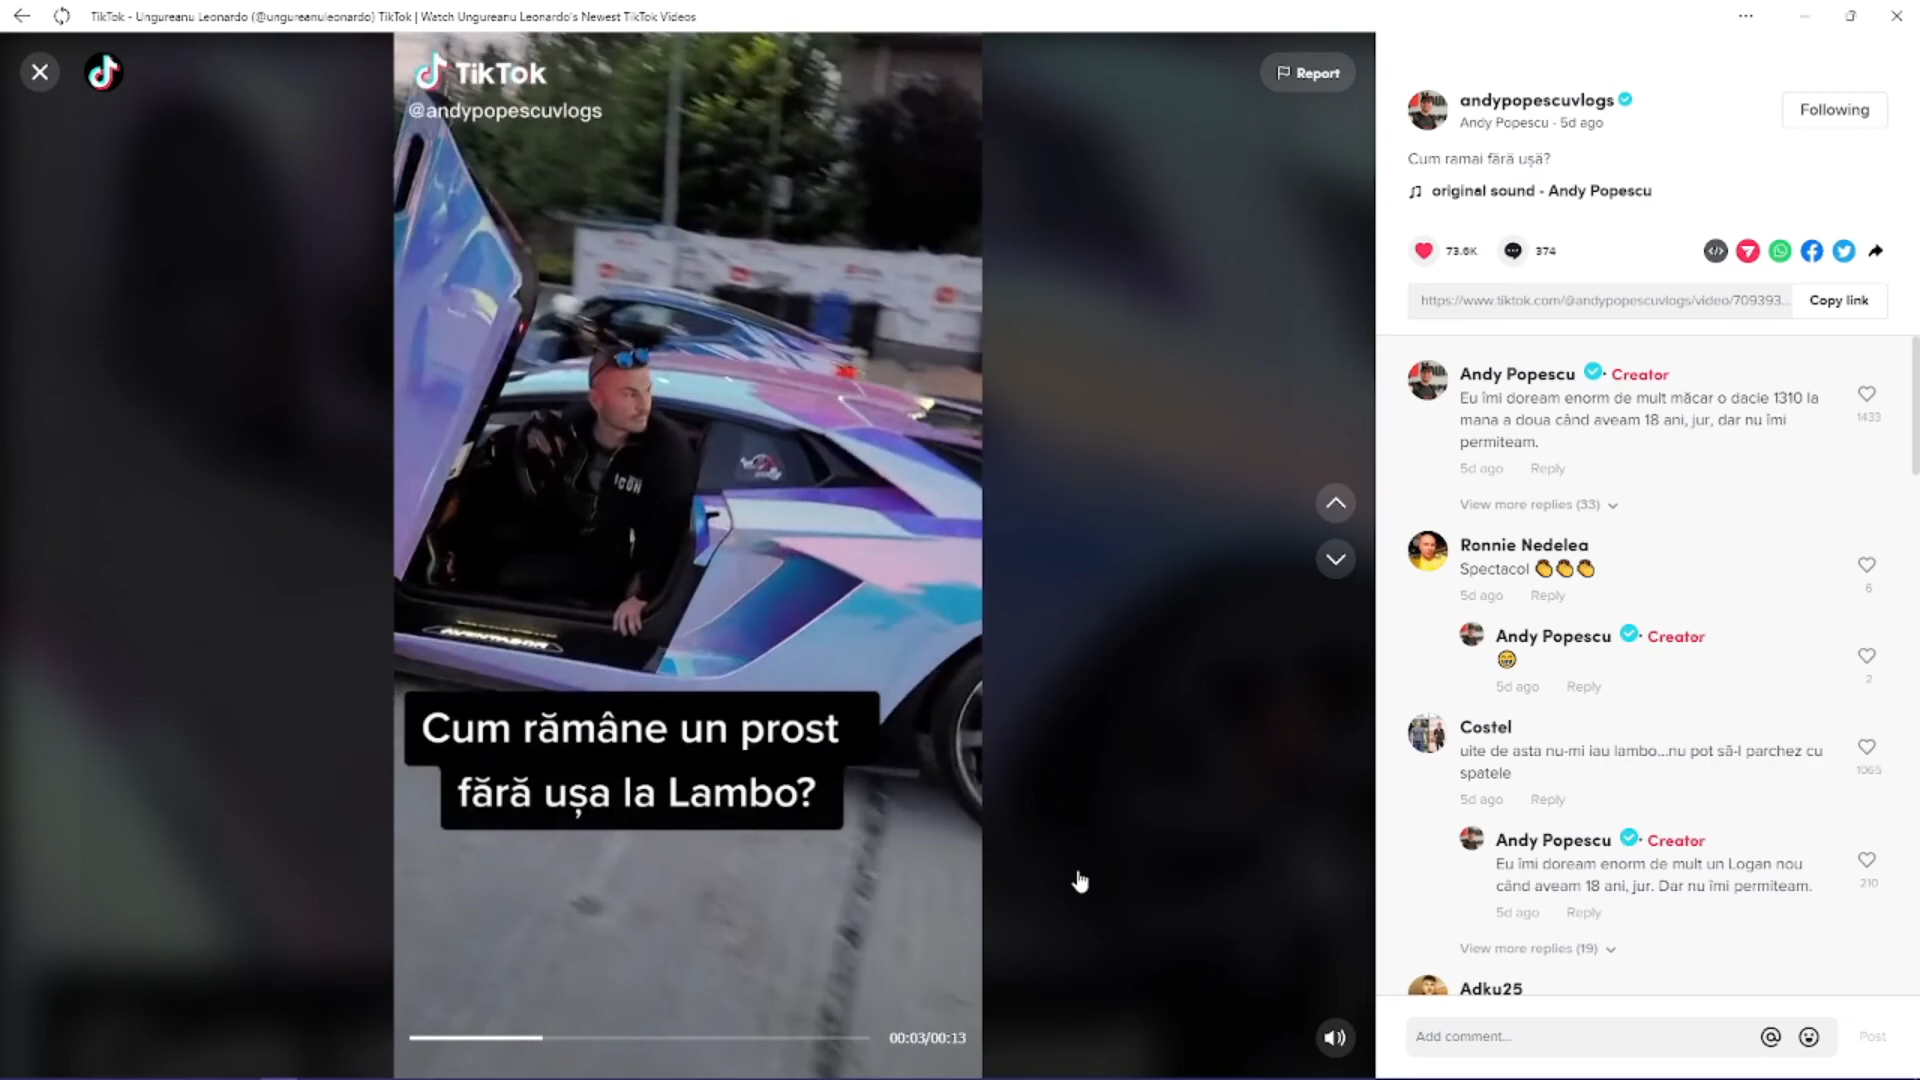 TikTok - Ungureanu Leonardo (@ungureanuleonardo) TikTok | Watch Ungureanu Leonardo's Newest TikTok Videos
TikTok
@andypopescuvlogs
Report
ICON
Cum rămâne un prost
fără ușa la Lambo?
00:03/00:13
andypopescuvlogs
Andy Popescu · 5d ago
Following
Cum ramai fără ușă?
original sound - Andy Popescu
73.6K
374
https://www.tiktok.com/@andypopescuvlogs/video/709393...
Copy link
Andy Popescu · Creator
Eu îmi doream enorm de mult măcar o dacie 1310 la
mana a doua când aveam 18 ani, jur, dar nu îmi
permiteam.
1433
5d ago Reply
View more replies (33)
Ronnie Nedelea
Spectacol 👏👏👏
6
5d ago Reply
Andy Popescu · Creator
😁
2
5d ago Reply
Costel
uite de asta nu-mi iau lambo...nu pot să-l parchez cu
spatele
1065
5d ago Reply
Andy Popescu · Creator
Eu îmi doream enorm de mult un Logan nou
când aveam 18 ani, jur. Dar nu îmi permiteam.
210
5d ago Reply
View more replies (19)
Adku25
Add comment...
Post